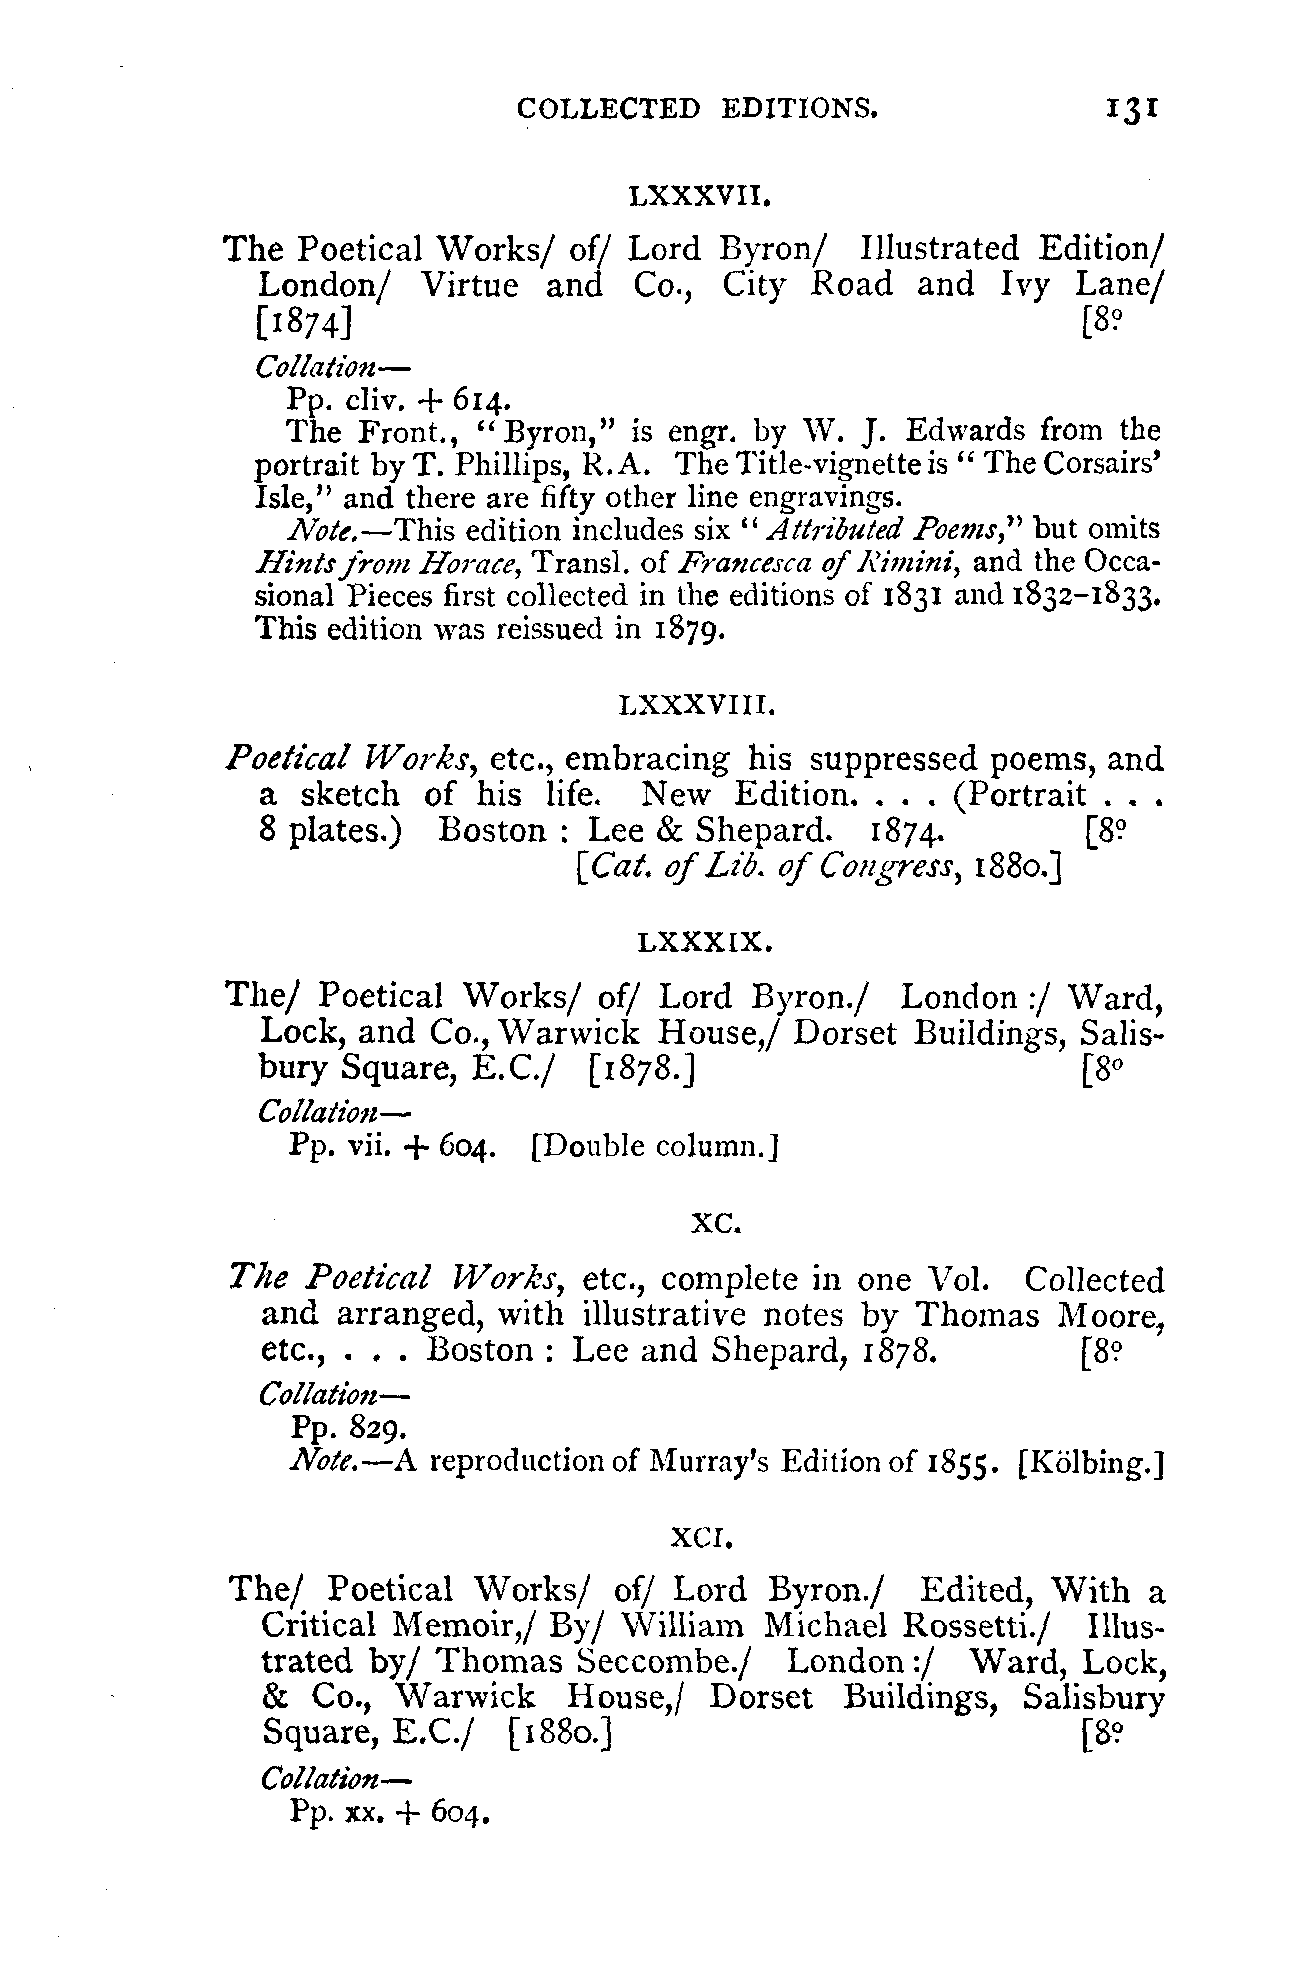 COLLECTED EDITIONS. 131
LXXXVII.
The Poetical Works/ of/ Lord Byron/ Illustrated Edition/
London/ Virtue and Co., City Road and Ivy Lane/
[1874] [8º
Collation—
Pp. cliv. + 614.
The Front., “Byron,” is engr. by W. J. Edwards from the
portrait by T. Phillips, R.A. The Title-vignette is “The Corsairs’
Isle,” and there are fifty other line engravings.
Note.—This edition includes six “Attributed Poems,” but omits
Hints from Horace, Transl. of Francesca of Rimini, and the Occa-
sional Pieces first collected in the editions of 1831 and 1832–1833.
This edition was reissued in 1879.
LXXXVIII.
Poetical Works, etc., embracing his suppressed poems, and
a sketch of his life. New Edition. . . . (Portrait . . .
8 plates.) Boston : Lee & Shepard. 1874. [8º
[Cat. of Lib. of Congress, 1880.]
LXXXIX.
The/ Poetical Works/ of/ Lord Byron./ London :/ Ward,
Lock, and Co., Warwick House,/ Dorset Buildings, Salis-
bury Square, E.C./ [1878.] [8º
Collation—
Pp. vii. + 604. [Double column.]
XC.
The Poetical Works, etc., complete in one Vol. Collected
and arranged, with illustrative notes by Thomas Moore,
etc., . . . Boston : Lee and Shepard, 1878. [8º
Collation—
Pp. 829.
Note.—A reproduction of Murray’s Edition of 1855. [Kölbing.]
XCI.
The/ Poetical Works/ of/ Lord Byron./ Edited, With a
Critical Memoir,/ By/ William Michael Rossetti./ Illus-
trated by/ Thomas Seccombe./ London :/ Ward, Lock,
& Co., Warwick House,/ Dorset Buildings, Salisbury
Square, E.C./ [1880.] [8º
Collation—
Pp. xx. + 604.